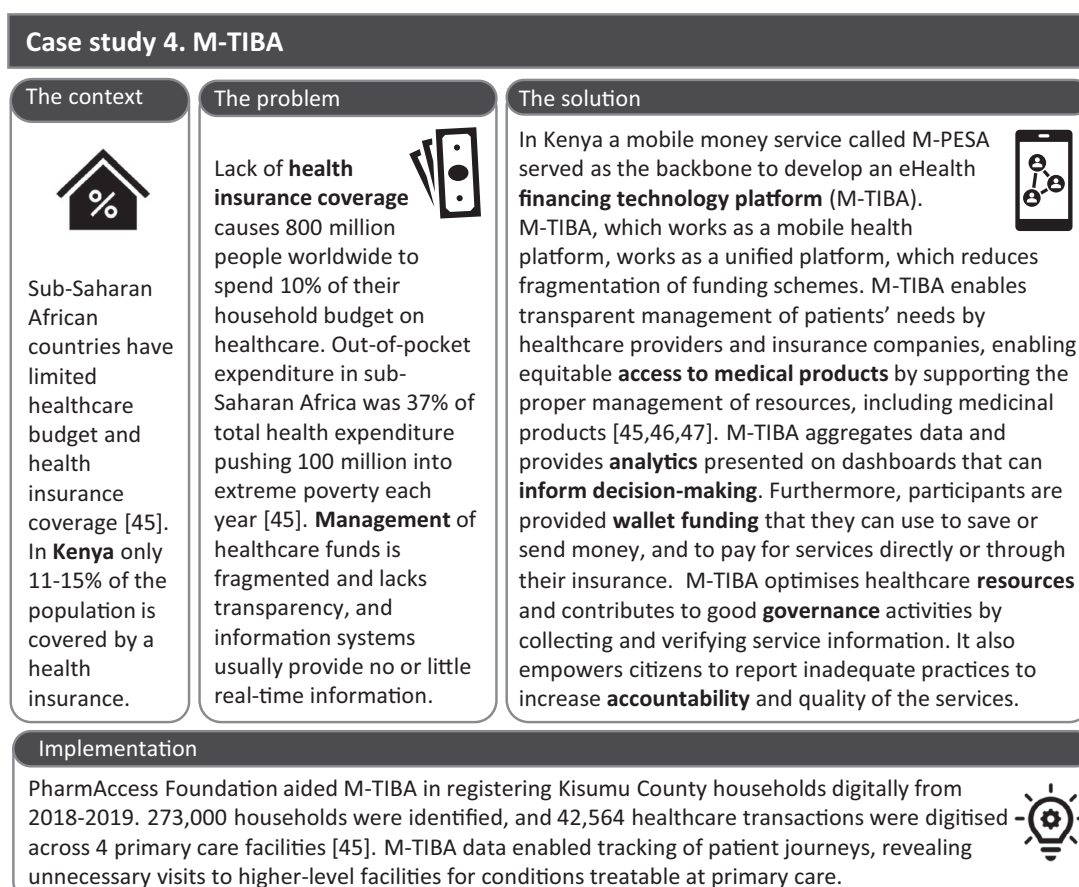 Case study 4. M-TIBA
The context
%
Sub-Saharan
African
countries have
limited
healthcare
budget and
health
insurance
coverage [45].
In Kenya only
11-15% of the
population is
covered by a
health
insurance.
The problem
Lack of health
insurance coverage
causes 800 million
people worldwide to
spend 10% of their
household budget on
healthcare. Out-of-pocket
expenditure in sub-
Saharan Africa was 37% of
total health expenditure
pushing 100 million into
extreme poverty each
year [45]. Management of
healthcare funds is
fragmented and lacks
transparency, and
information systems
usually provide no or little
real-time information.
The solution
In Kenya a mobile money service called M-PESA
served as the backbone to develop an eHealth
financing technology platform (M-TIBA).
M-TIBA, which works as a mobile health
platform, works as a unified platform, which reduces
fragmentation of funding schemes. M-TIBA enables
transparent management of patients' needs by
healthcare providers and insurance companies, enabling
equitable access to medical products by supporting the
proper management of resources, including medicinal
products [45,46,47]. M-TIBA aggregates data and
provides analytics presented on dashboards that can
inform decision-making. Furthermore, participants are
provided wallet funding that they can use to save or
send money, and to pay for services directly or through
their insurance. M-TIBA optimises healthcare resources
and contributes to good governance activities by
collecting and verifying service information. It also
empowers citizens to report inadequate practices to
increase accountability and quality of the services.
Implementation
PharmAccess Foundation aided M-TIBA in registering Kisumu County households digitally from
2018-2019. 273,000 households were identified, and 42,564 healthcare transactions were digitised
across 4 primary care facilities [45]. M-TIBA data enabled tracking of patient journeys, revealing
unnecessary visits to higher-level facilities for conditions treatable at primary care.